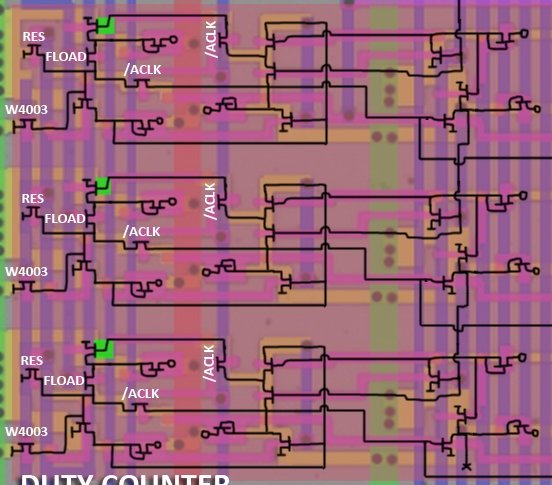 RES
FLOAD
/ACLK
/ACLK
W4003
RES
FLOAD
/ACLK
/ACLK
W4003
RES
FLOAD
/ACLK
/ACLK
W4003
DUTY COUNTER